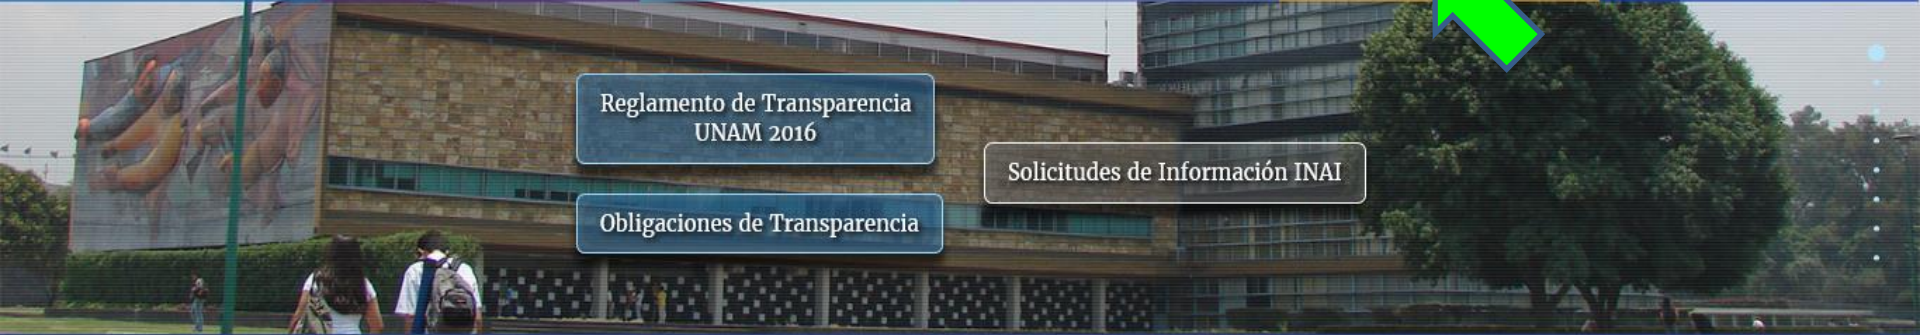 Reglamento de Transparencia
UNAM 2016
Solicitudes de Información INAI
Obligaciones de Transparencia